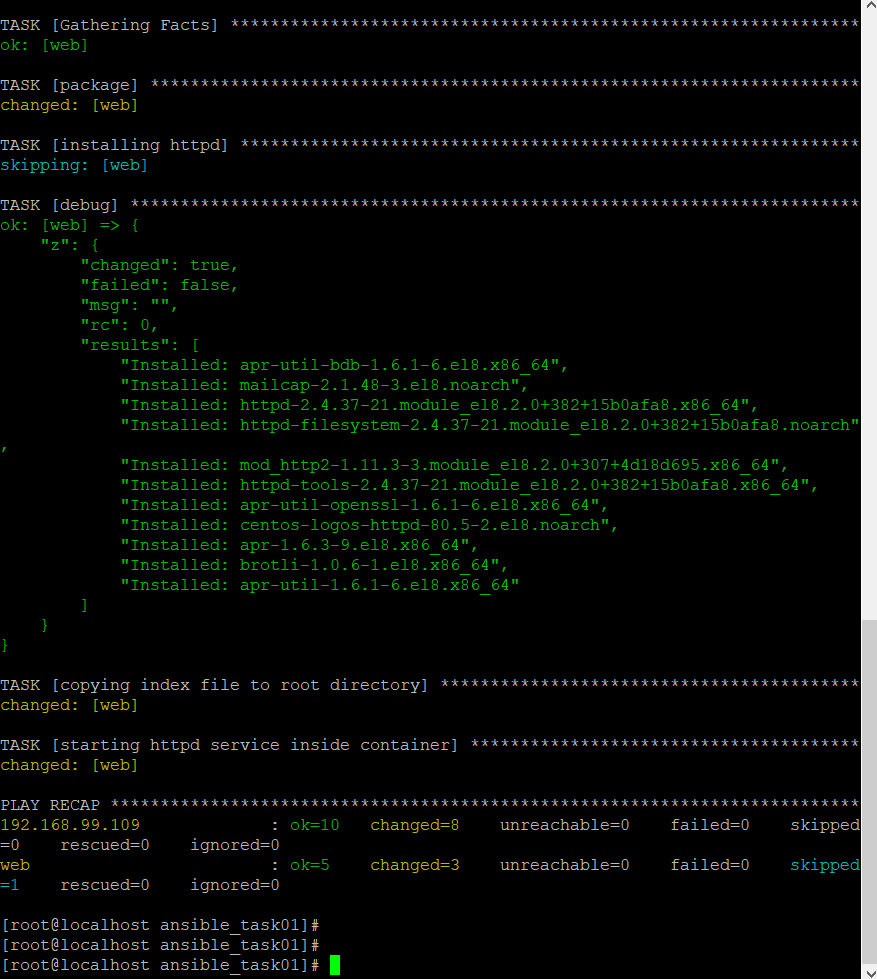 TASK [Gathering Facts] ***************************************************************
ok: [web]
TASK [package] ***********************************************************************
changed: [web]
TASK [installing httpd] **************************************************************
skipping: [web]
TASK [debug] *************************************************************************
ok: [web] => {
    "z": {
        "changed": true,
        "failed": false,
        "msg": "",
        "rc": 0,
        "results": [
            "Installed: apr-util-bdb-1.6.1-6.el8.x86_64",
            "Installed: mailcap-2.1.48-3.el8.noarch",
            "Installed: httpd-2.4.37-21.module_el8.2.0+382+15b0afa8.x86_64",
            "Installed: httpd-filesystem-2.4.37-21.module_el8.2.0+382+15b0afa8.noarch"
,
            "Installed: mod_http2-1.11.3-3.module_el8.2.0+307+4d18d695.x86_64",
            "Installed: httpd-tools-2.4.37-21.module_el8.2.0+382+15b0afa8.x86_64",
            "Installed: apr-util-openssl-1.6.1-6.el8.x86_64",
            "Installed: centos-logos-httpd-80.5-2.el8.noarch",
            "Installed: apr-1.6.3-9.el8.x86_64",
            "Installed: brotli-1.0.6-1.el8.x86_64",
            "Installed: apr-util-1.6.1-6.el8.x86_64"
        ]
    }
}
TASK [copying index file to root directory] ******************************************
changed: [web]
TASK [starting httpd service inside container] ***************************************
changed: [web]
PLAY RECAP ***************************************************************************
192.168.99.109             : ok=10   changed=8    unreachable=0    failed=0    skipped
=0    rescued=0    ignored=0
web                        : ok=5    changed=3    unreachable=0    failed=0    skipped
=1    rescued=0    ignored=0
[root@localhost ansible_task01]#
[root@localhost ansible_task01]#
[root@localhost ansible_task01]#